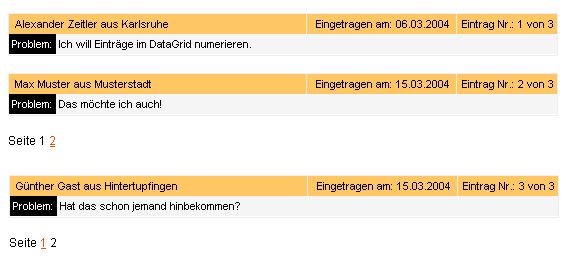 Alexander Zeitler aus Karlsruhe Eingetragen am: 06.03.2004 Eintrag Nr.: 1 von 3
Problem: Ich will Einträge im DataGrid numerieren.
Max Muster aus Musterstadt Eingetragen am: 15.03.2004 Eintrag Nr.: 2 von 3
Problem: Das möchte ich auch!
Seite 1 2
Günther Gast aus Hintertupfingen Eingetragen am: 15.03.2004 Eintrag Nr.: 3 von 3
Problem: Hat das schon jemand hinbekommen?
Seite 1 2